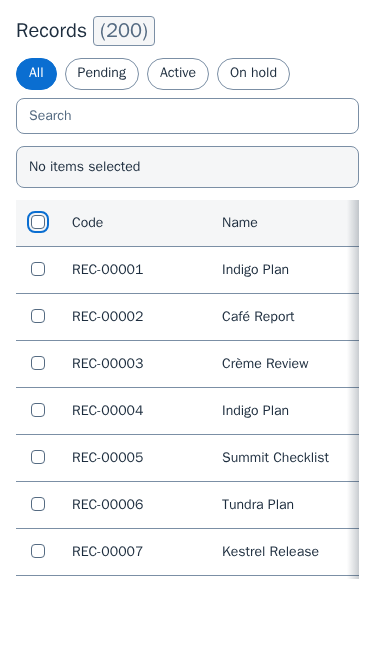 Records (200)
All Pending Active On hold
Search
No items selected
Code Name
REC-00001 Indigo Plan
REC-00002 Café Report
REC-00003 Crème Review
REC-00004 Indigo Plan
REC-00005 Summit Checklist
REC-00006 Tundra Plan
REC-00007 Kestrel Release